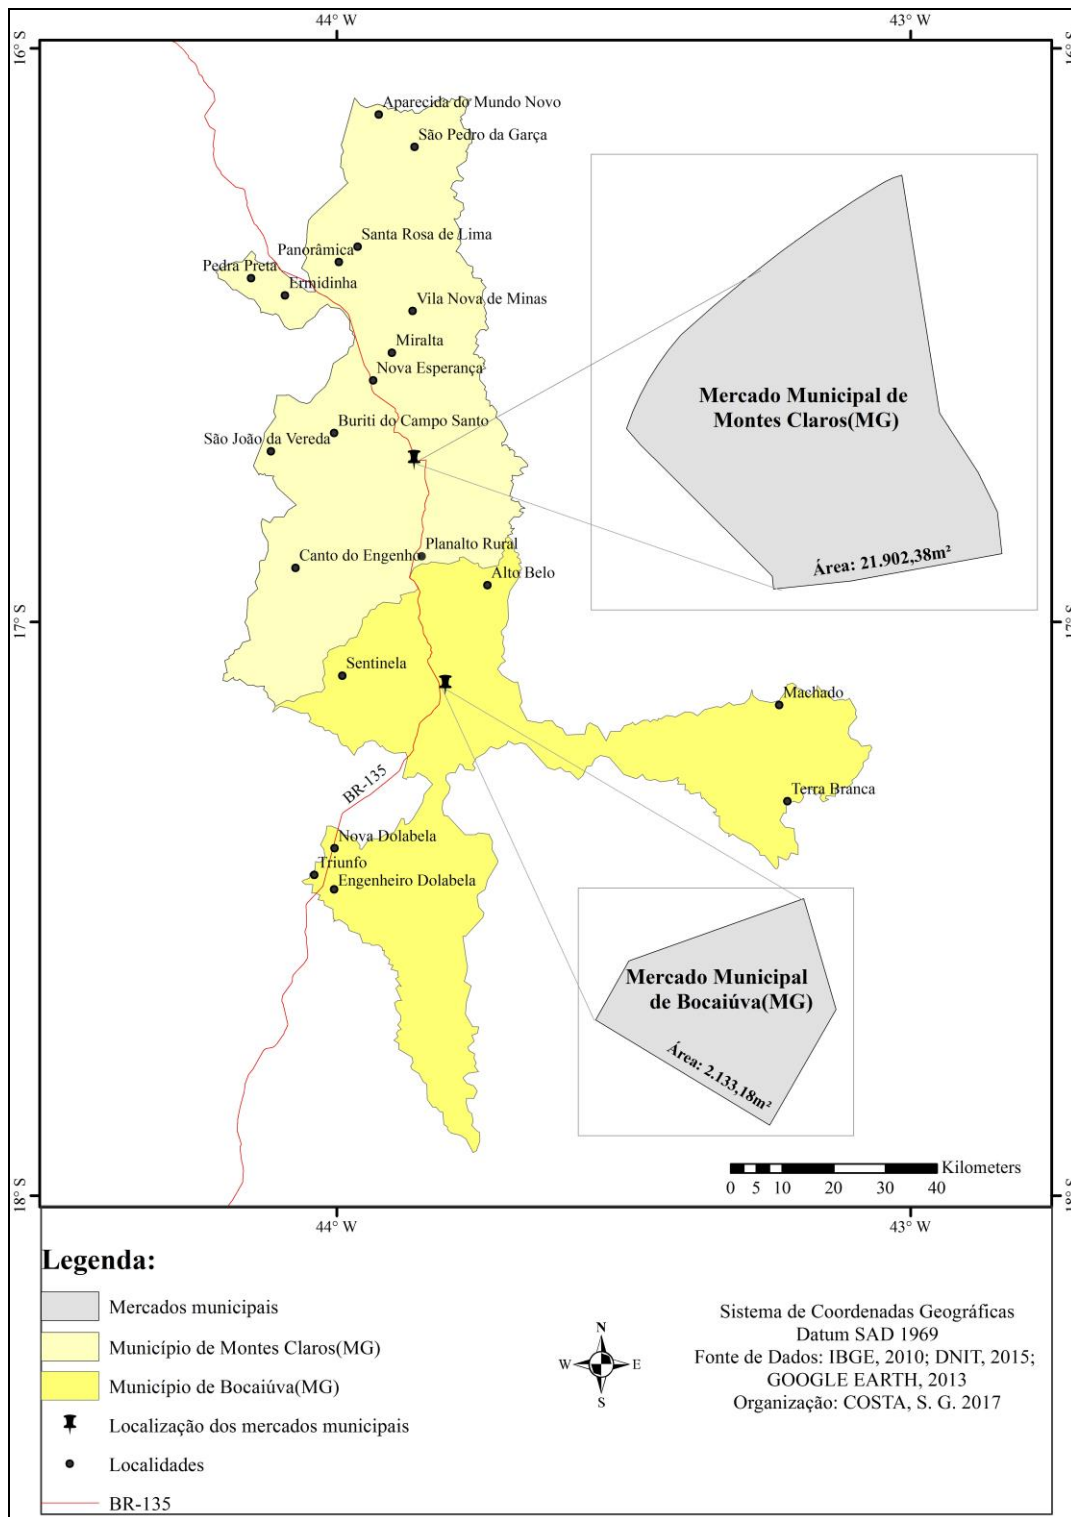 44° W
43° W
16° S
16° S
Aparecida do Mundo Novo
São Pedro da Garça
Santa Rosa de Lima
Panorâmica
Pedra Preta
Ermidinha
Vila Nova de Minas
Miralta
Nova Esperança
Buriti do Campo Santo
São João da Vereda
Mercado Municipal de
Montes Claros(MG)
Área: 21.902,38m²
Planalto Rural
Canto do Engenho
Alto Belo
17° S
17° S
Sentinela
Machado
BR-135
Terra Branca
Nova Dolabela
Triunfo
Engenheiro Dolabela
Mercado Municipal
de Bocaiúva(MG)
Área: 2.133,18m²
Kilometers
0 5 10 20 30 40
18° S
18° S
44° W
43° W
Legenda:
Mercados municipais
Município de Montes Claros(MG)
Município de Bocaiúva(MG)
Localização dos mercados municipais
Localidades
BR-135
N
W
E
S
Sistema de Coordenadas Geográficas
Datum SAD 1969
Fonte de Dados: IBGE, 2010; DNIT, 2015;
GOOGLE EARTH, 2013
Organização: COSTA, S. G. 2017